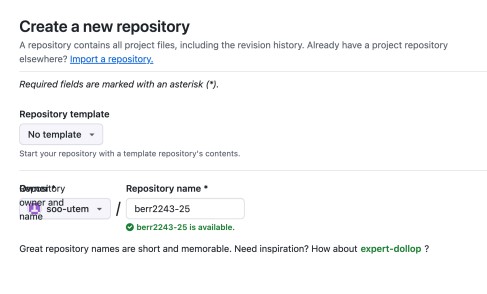 Create a new repository
A repository contains all project files, including the revision history. Already have a project repository
elsewhere? Import a repository.
Required fields are marked with an asterisk (*).
Repository template
No template
Start your repository with a template repository's contents.
Repository
owner and
name
Owner *
soo-utem
/
Repository name *
berr2243-25
berr2243-25 is available.
Great repository names are short and memorable. Need inspiration? How about expert-dollop ?